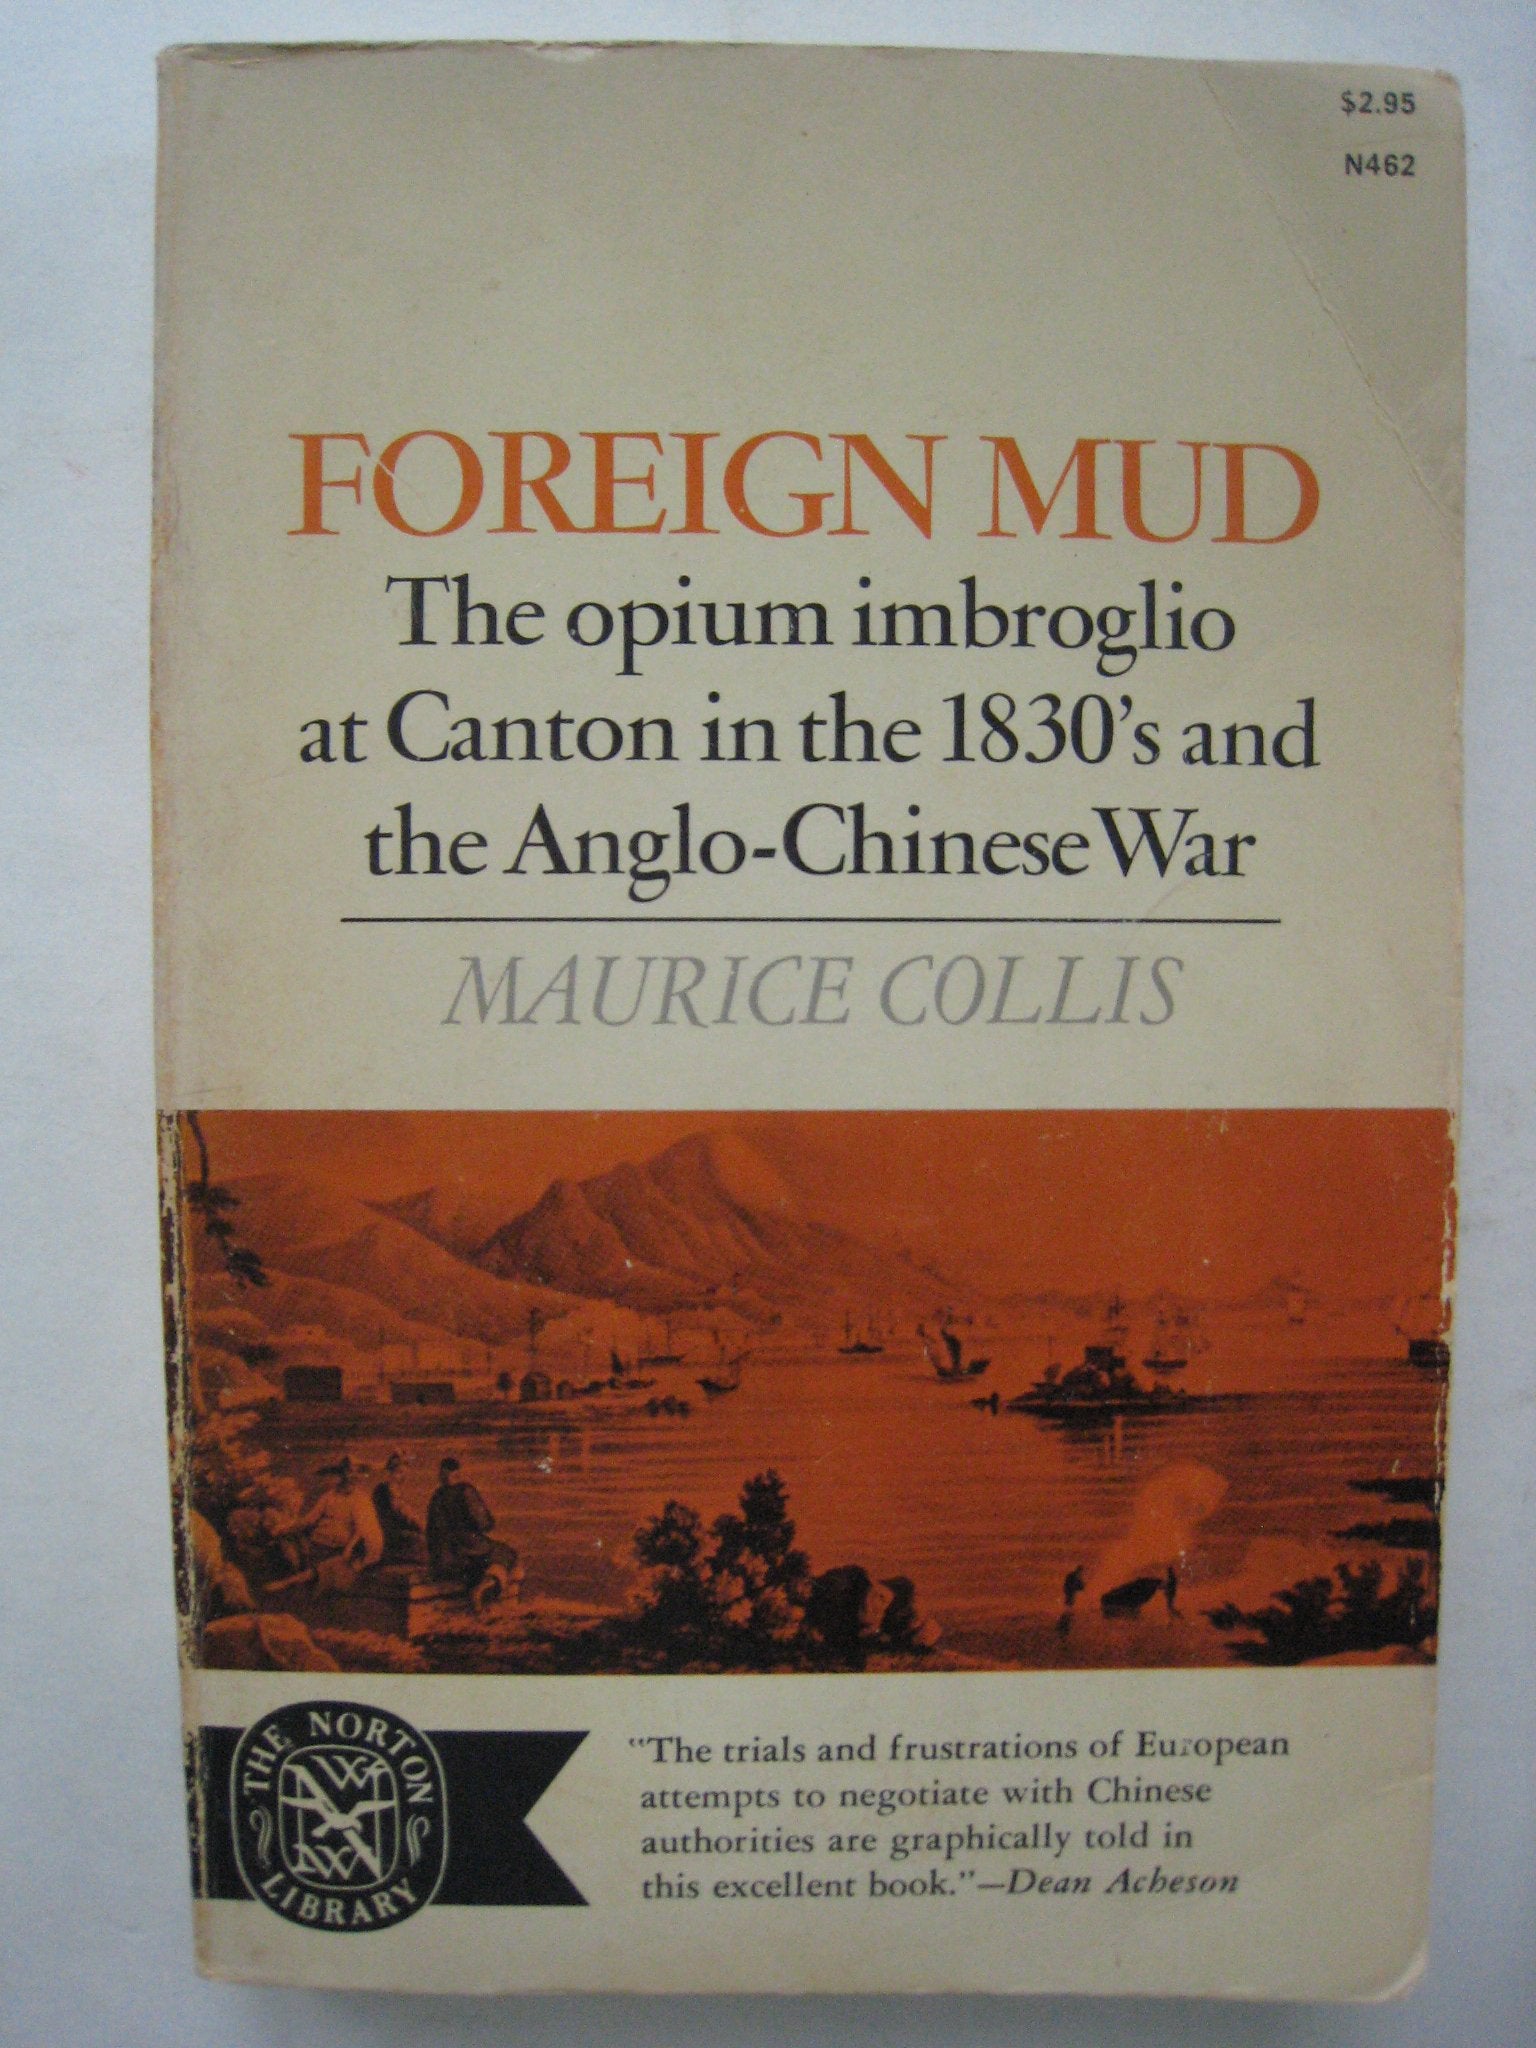 $2.95
N462
FOREIGN MUD
The opium imbroglio
at Canton in the 1830's and
the Anglo-Chinese War
MAURICE COLLIS
THE NORTON
LIBRARY
WW
N
WW
"The trials and frustrations of European
attempts to negotiate with Chinese
authorities are graphically told in
this excellent book."—Dean Acheson